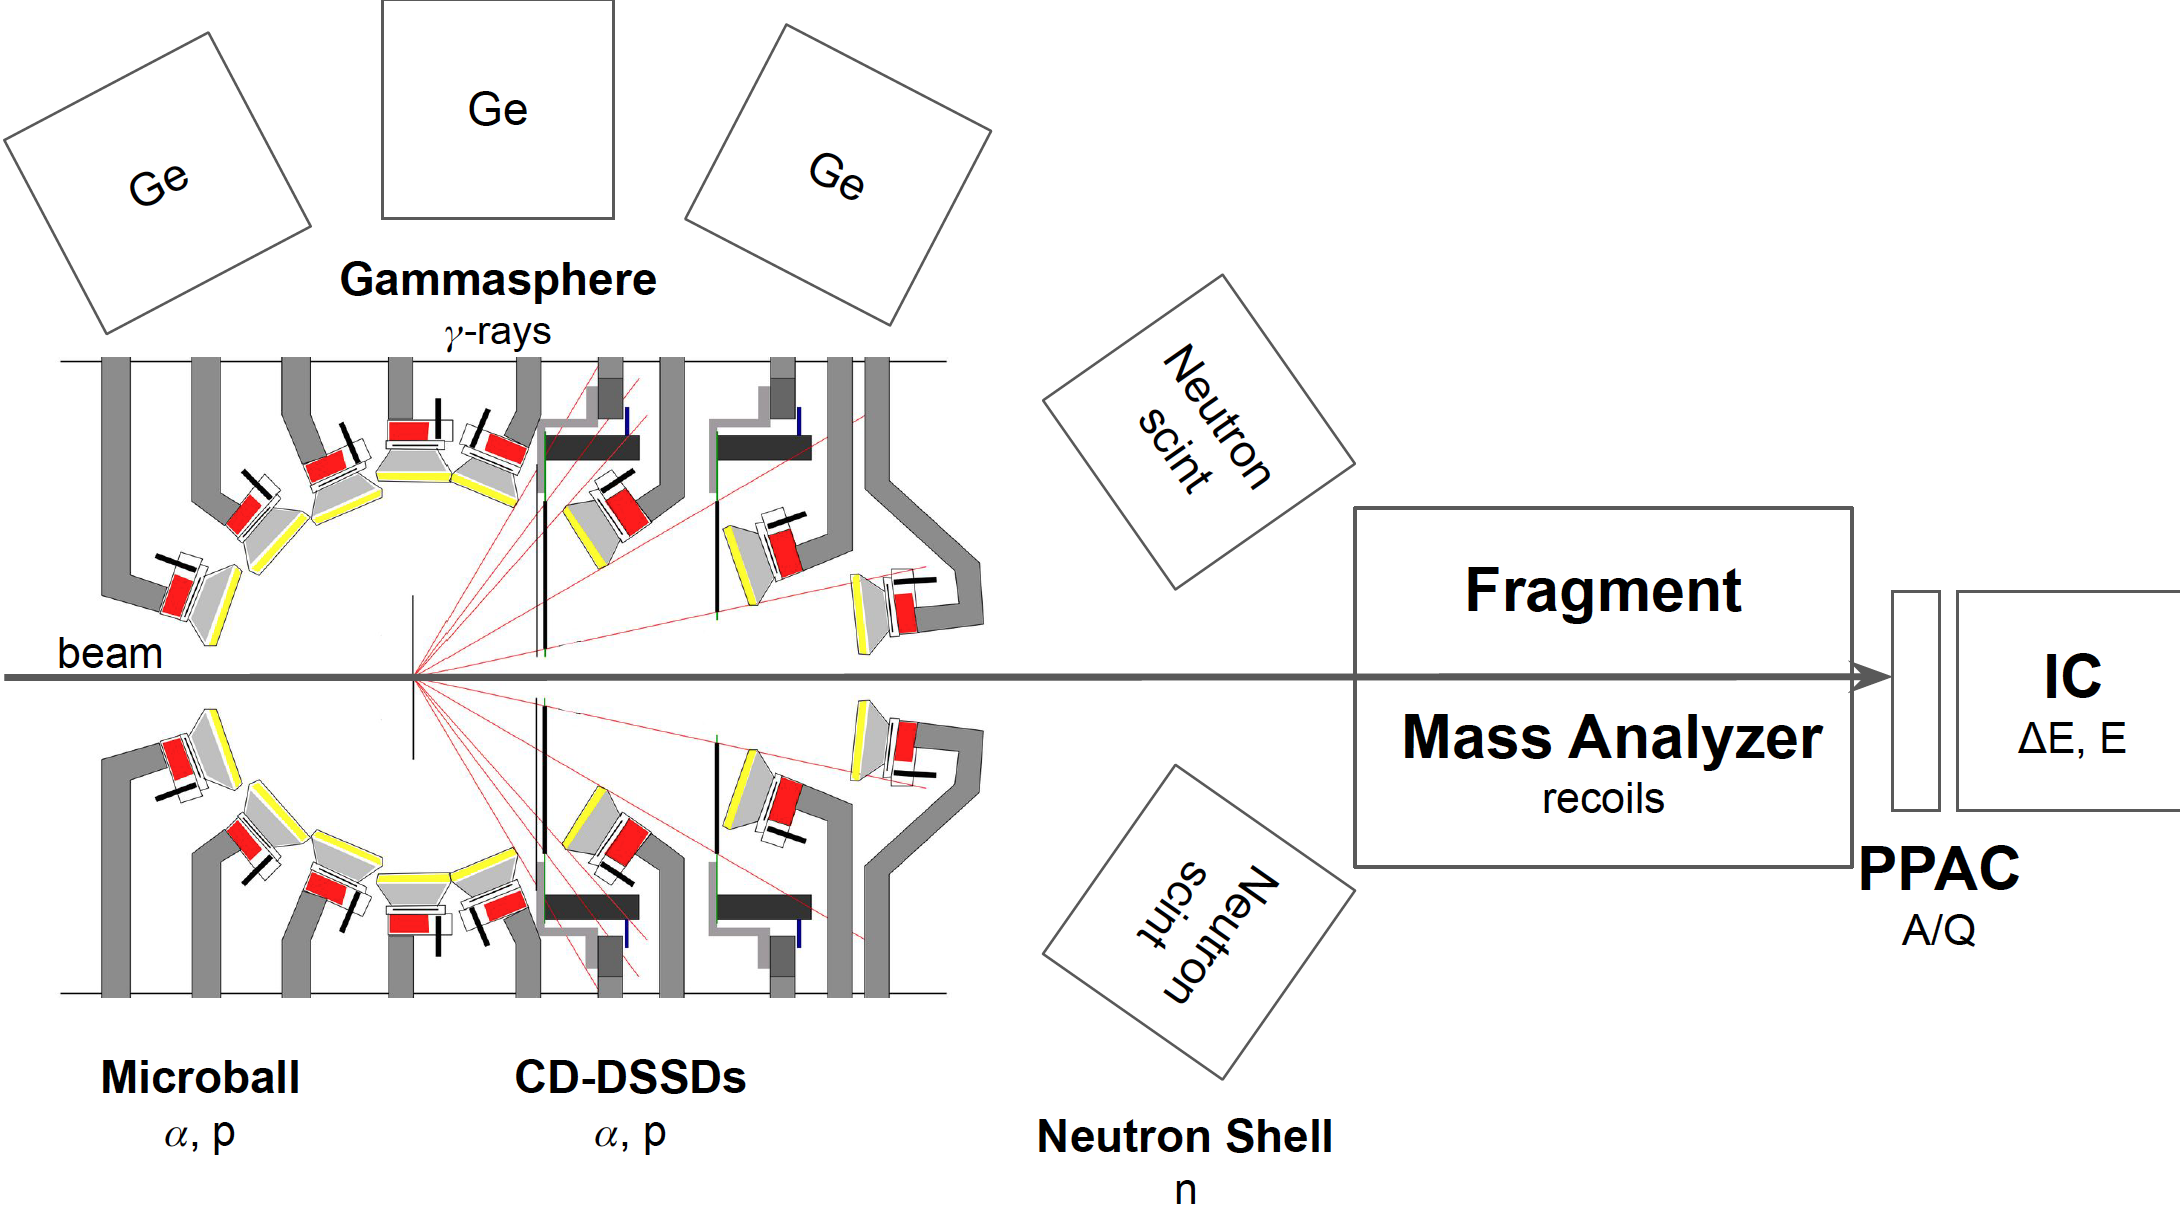 Ge
Ge
Ge
Gammasphere
γ-rays
Neutron
scint
beam
Fragment
Mass Analyzer
recoils
IC
ΔE, E
PPAC
A/Q
Neutron
scint
Microball
α, p
CD-DSSDs
α, p
Neutron Shell
n